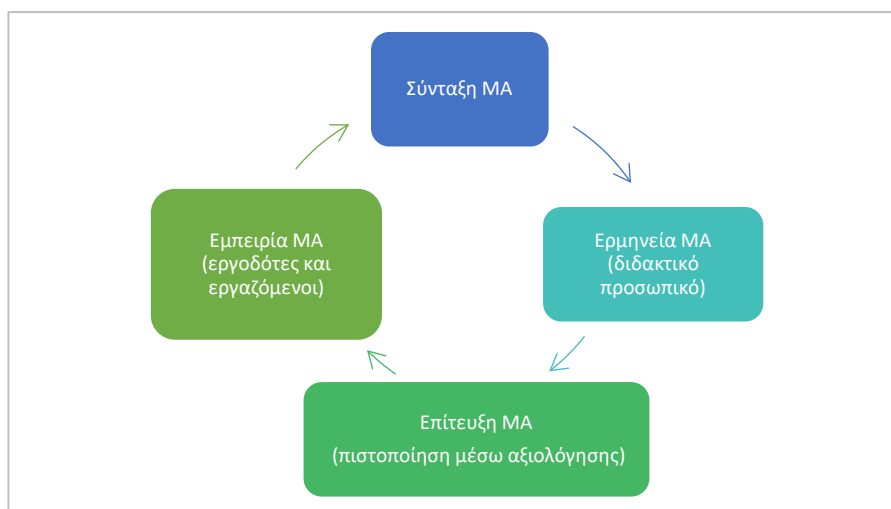 Σύνταξη ΜΑ
Ερμηνεία ΜΑ
(διδακτικό
προσωπικό)
Επίτευξη ΜΑ
(πιστοποίηση μέσω αξιολόγησης)
Εμπειρία ΜΑ
(εργοδότες και
εργαζόμενοι)